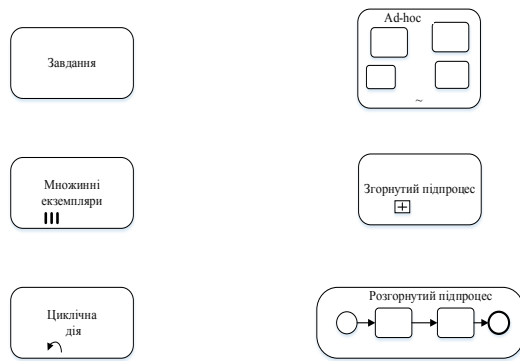 Завдання
Ad-hoc
~
Множинні
екземпляри
Згорнутий підпроцес
Циклічна
дія
Розгорнутий підпроцес